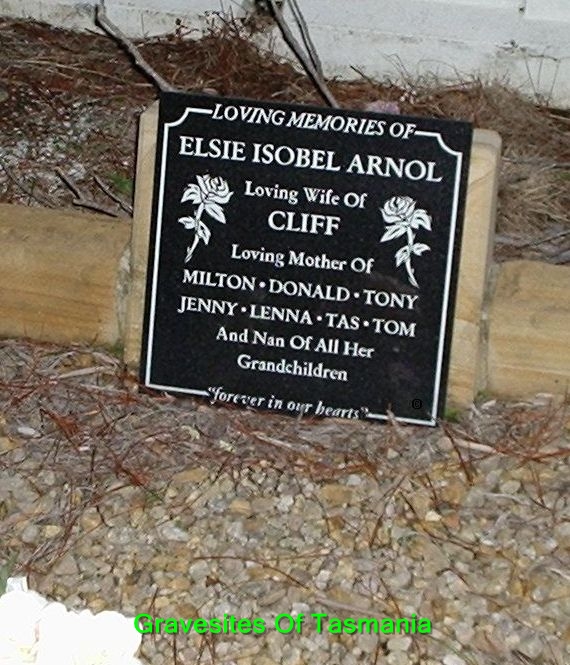 LOVING MEMORIES OF
ELSIE ISOBEL ARNOL
Loving Wife Of
CLIFF
Loving Mother Of
MILTON • DONALD • TONY
JENNY • LENNA • TAS • TOM
And Nan Of All Her
Grandchildren
"forever in our hearts"
©
Gravesites Of Tasmania